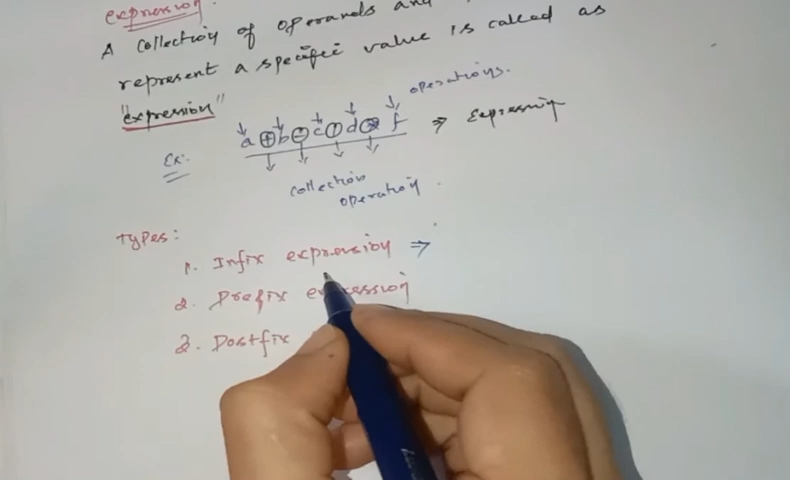 expression.
A collection of operands and
represent a specific value is called as
"expression"
operations.
Ex:- a + b - c / d * f ⇒ Expression
collection
operation.
Types:
1. Infix expression ⇒
2. Prefix expression
3. Postfix